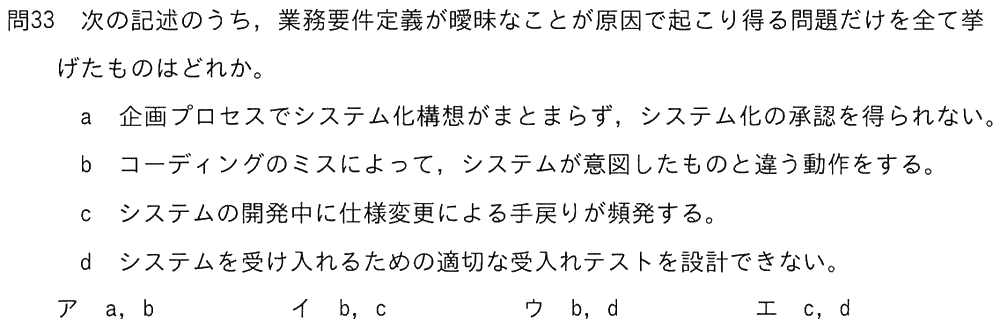 問33　次の記述のうち，業務要件定義が曖昧なことが原因で起こり得る問題だけを全て挙
げたものはどれか。
a　企画プロセスでシステム化構想がまとまらず，システム化の承認を得られない。
b　コーディングのミスによって，システムが意図したものと違う動作をする。
c　システムの開発中に仕様変更による手戻りが頻発する。
d　システムを受け入れるための適切な受入れテストを設計できない。
ア　a，b　　イ　b，c　　ウ　b，d　　エ　c，d